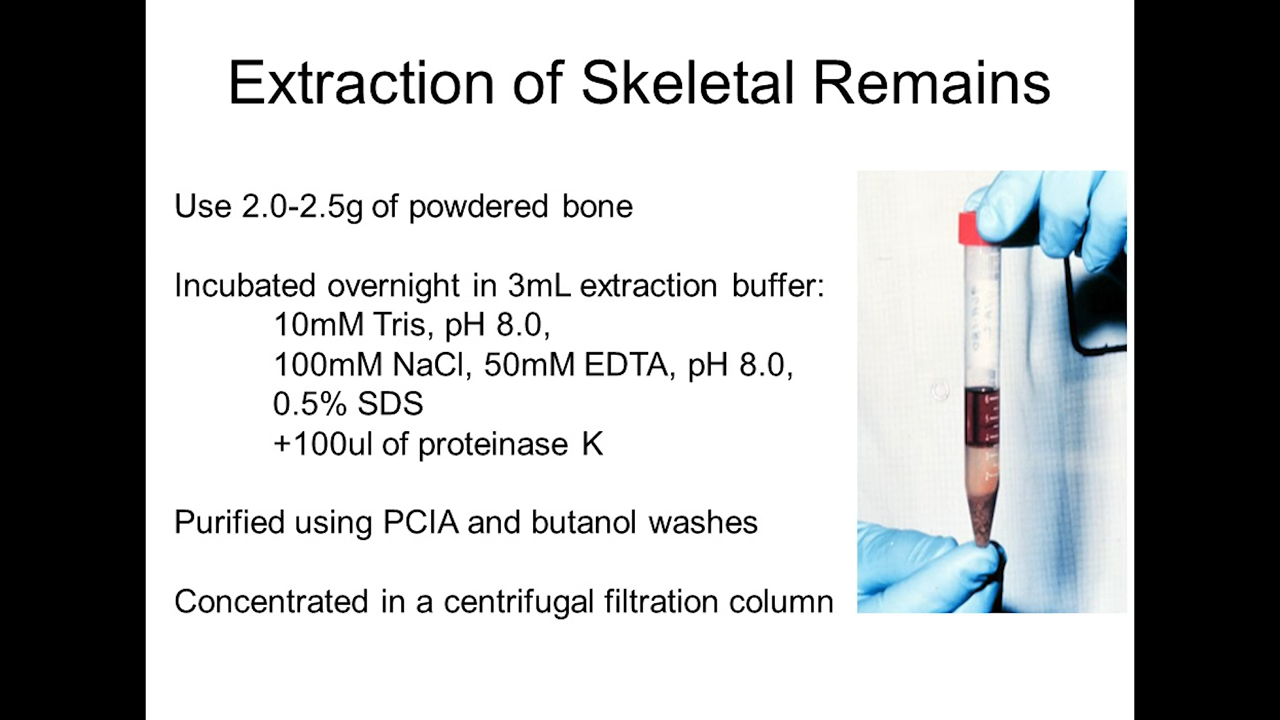 Extraction of Skeletal Remains
Use 2.0-2.5g of powdered bone
Incubated overnight in 3mL extraction buffer:
10mM Tris, pH 8.0,
100mM NaCl, 50mM EDTA, pH 8.0,
0.5% SDS
+100ul of proteinase K
Purified using PCIA and butanol washes
Concentrated in a centrifugal filtration column